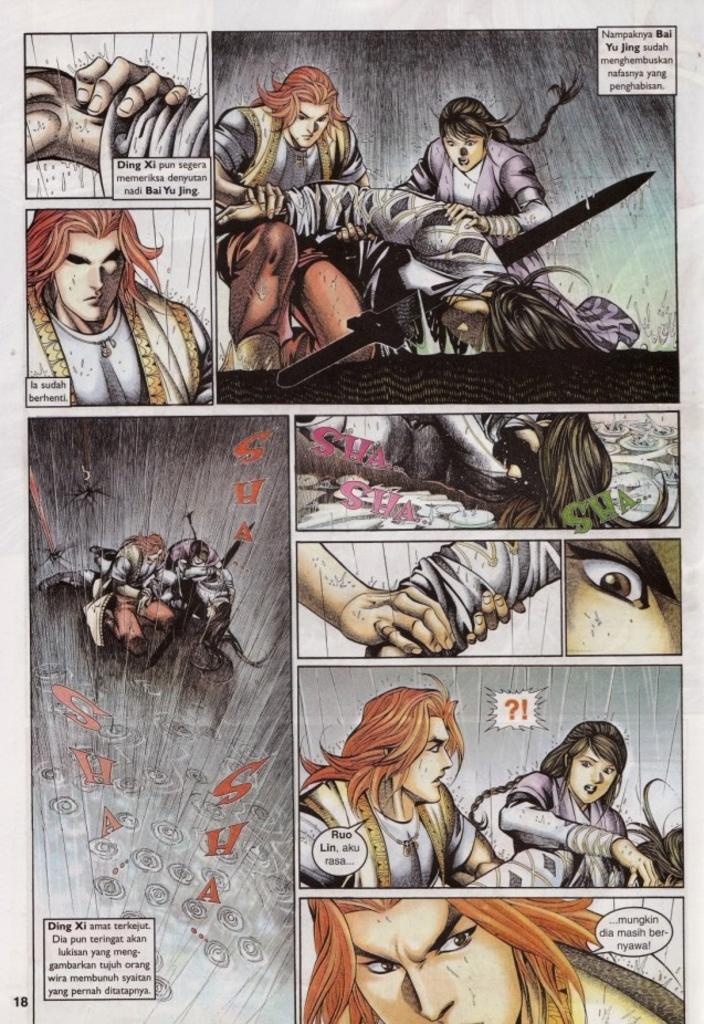 Ding Xi pun segera
memeriksa denyutan
nadi Bai Yu Jing.
Nampaknya Bai
Yu Jing sudah
menghembuskan
nafasnya yang
penghabisan.
Ia sudah
berhenti.
SHA...
SHA...
SHA...
Ding Xi amat terkejut.
Dia pun teringat akan
lukisan yang meng-
gambarkan tujuh orang
wira membunuh syaitan
yang pernah ditatapnya.
SHA...
SHA...
SHA...
?!
Ruo
Lin, aku
rasa...
...mungkin
dia masih ber-
nyawa!
18